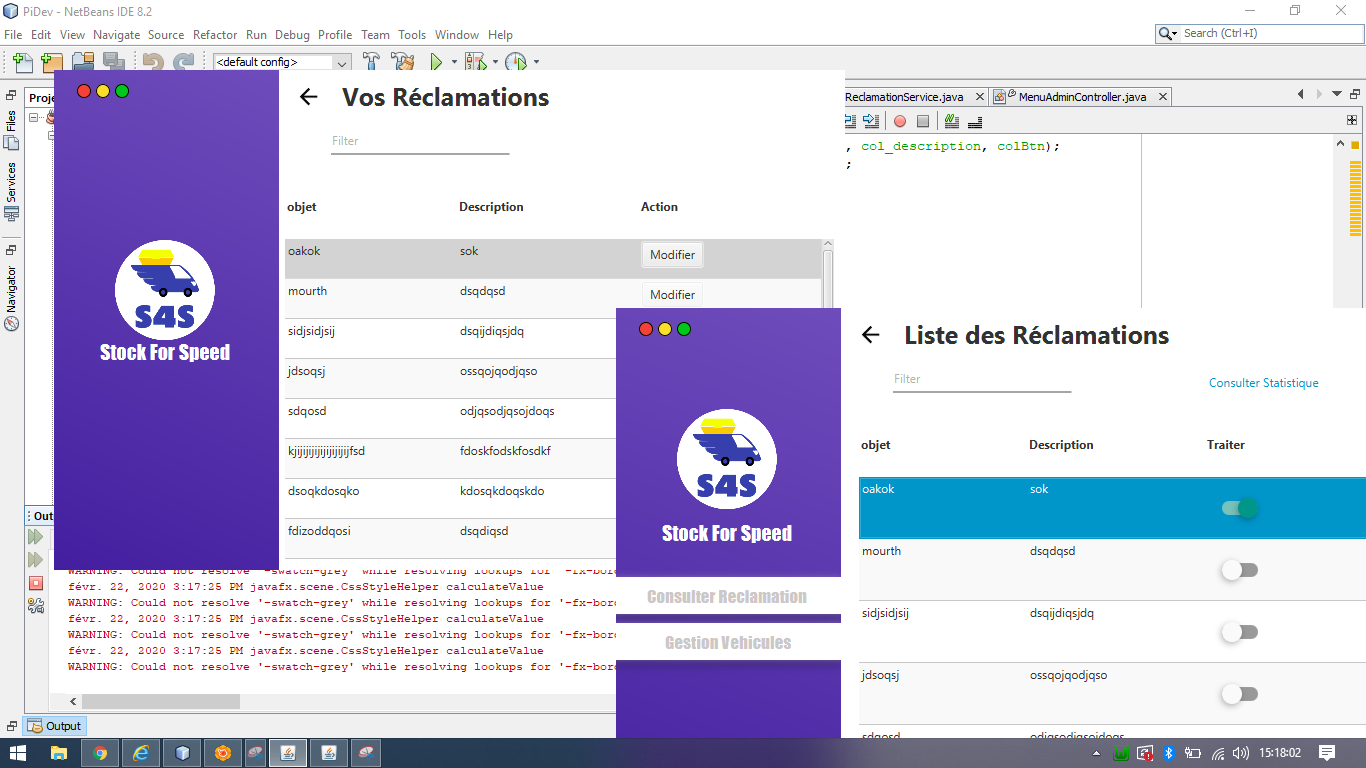 PiDev - NetBeans IDE 8.2
File Edit View Navigate Source Refactor Run Debug Profile Team Tools Window Help
Search (Ctrl+I)
<default config>
Files
Services
Navigator
ReclamationService.java
MenuAdminController.java
, col_description, colBtn);
;
S4S
Stock For Speed
Vos Réclamations
Filter
objet Description Action
oakok sok Modifier
mourth dsqdqsd Modifier
sidjsidjsij dsqijdiqsjdq
jdsoqsj ossqojqodjqso
sdqosd odjqsodjqsojdoqs
kjijijijijijijijijijfsd fdoskfodskfosdkf
dsoqkdosqko kdosqkdoqskdo
fdizoddqosi dsqdiqsd
S4S
Stock For Speed
Consulter Reclamation
Gestion Vehicules
Liste des Réclamations
Filter
Consulter Statistique
objet Description Traiter
oakok sok
mourth dsqdqsd
sidjsidjsij dsqijdiqsjdq
jdsoqsj ossqojqodjqso
sdqosd odjqsodjqsojdoqs
WARNING: Could not resolve '-swatch-grey' while resolving lookups for '-fx-bor
févr. 22, 2020 3:17:25 PM javafx.scene.CssStyleHelper calculateValue
WARNING: Could not resolve '-swatch-grey' while resolving lookups for '-fx-bor
févr. 22, 2020 3:17:25 PM javafx.scene.CssStyleHelper calculateValue
WARNING: Could not resolve '-swatch-grey' while resolving lookups for '-fx-bor
févr. 22, 2020 3:17:25 PM javafx.scene.CssStyleHelper calculateValue
WARNING: Could not resolve '-swatch-grey' while resolving lookups for '-fx-bor
Output
15:18:02